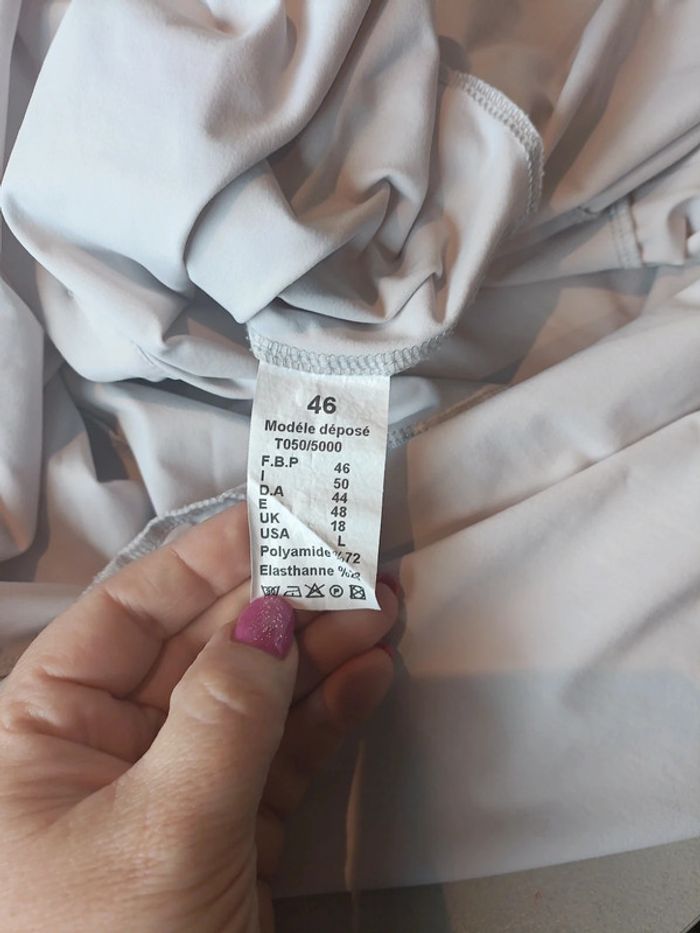 46
Modéle déposé
T050/5000
F.B.P 46
I 50
D.A 44
E 48
UK 18
USA L
Polyamide %72
Elasthanne %